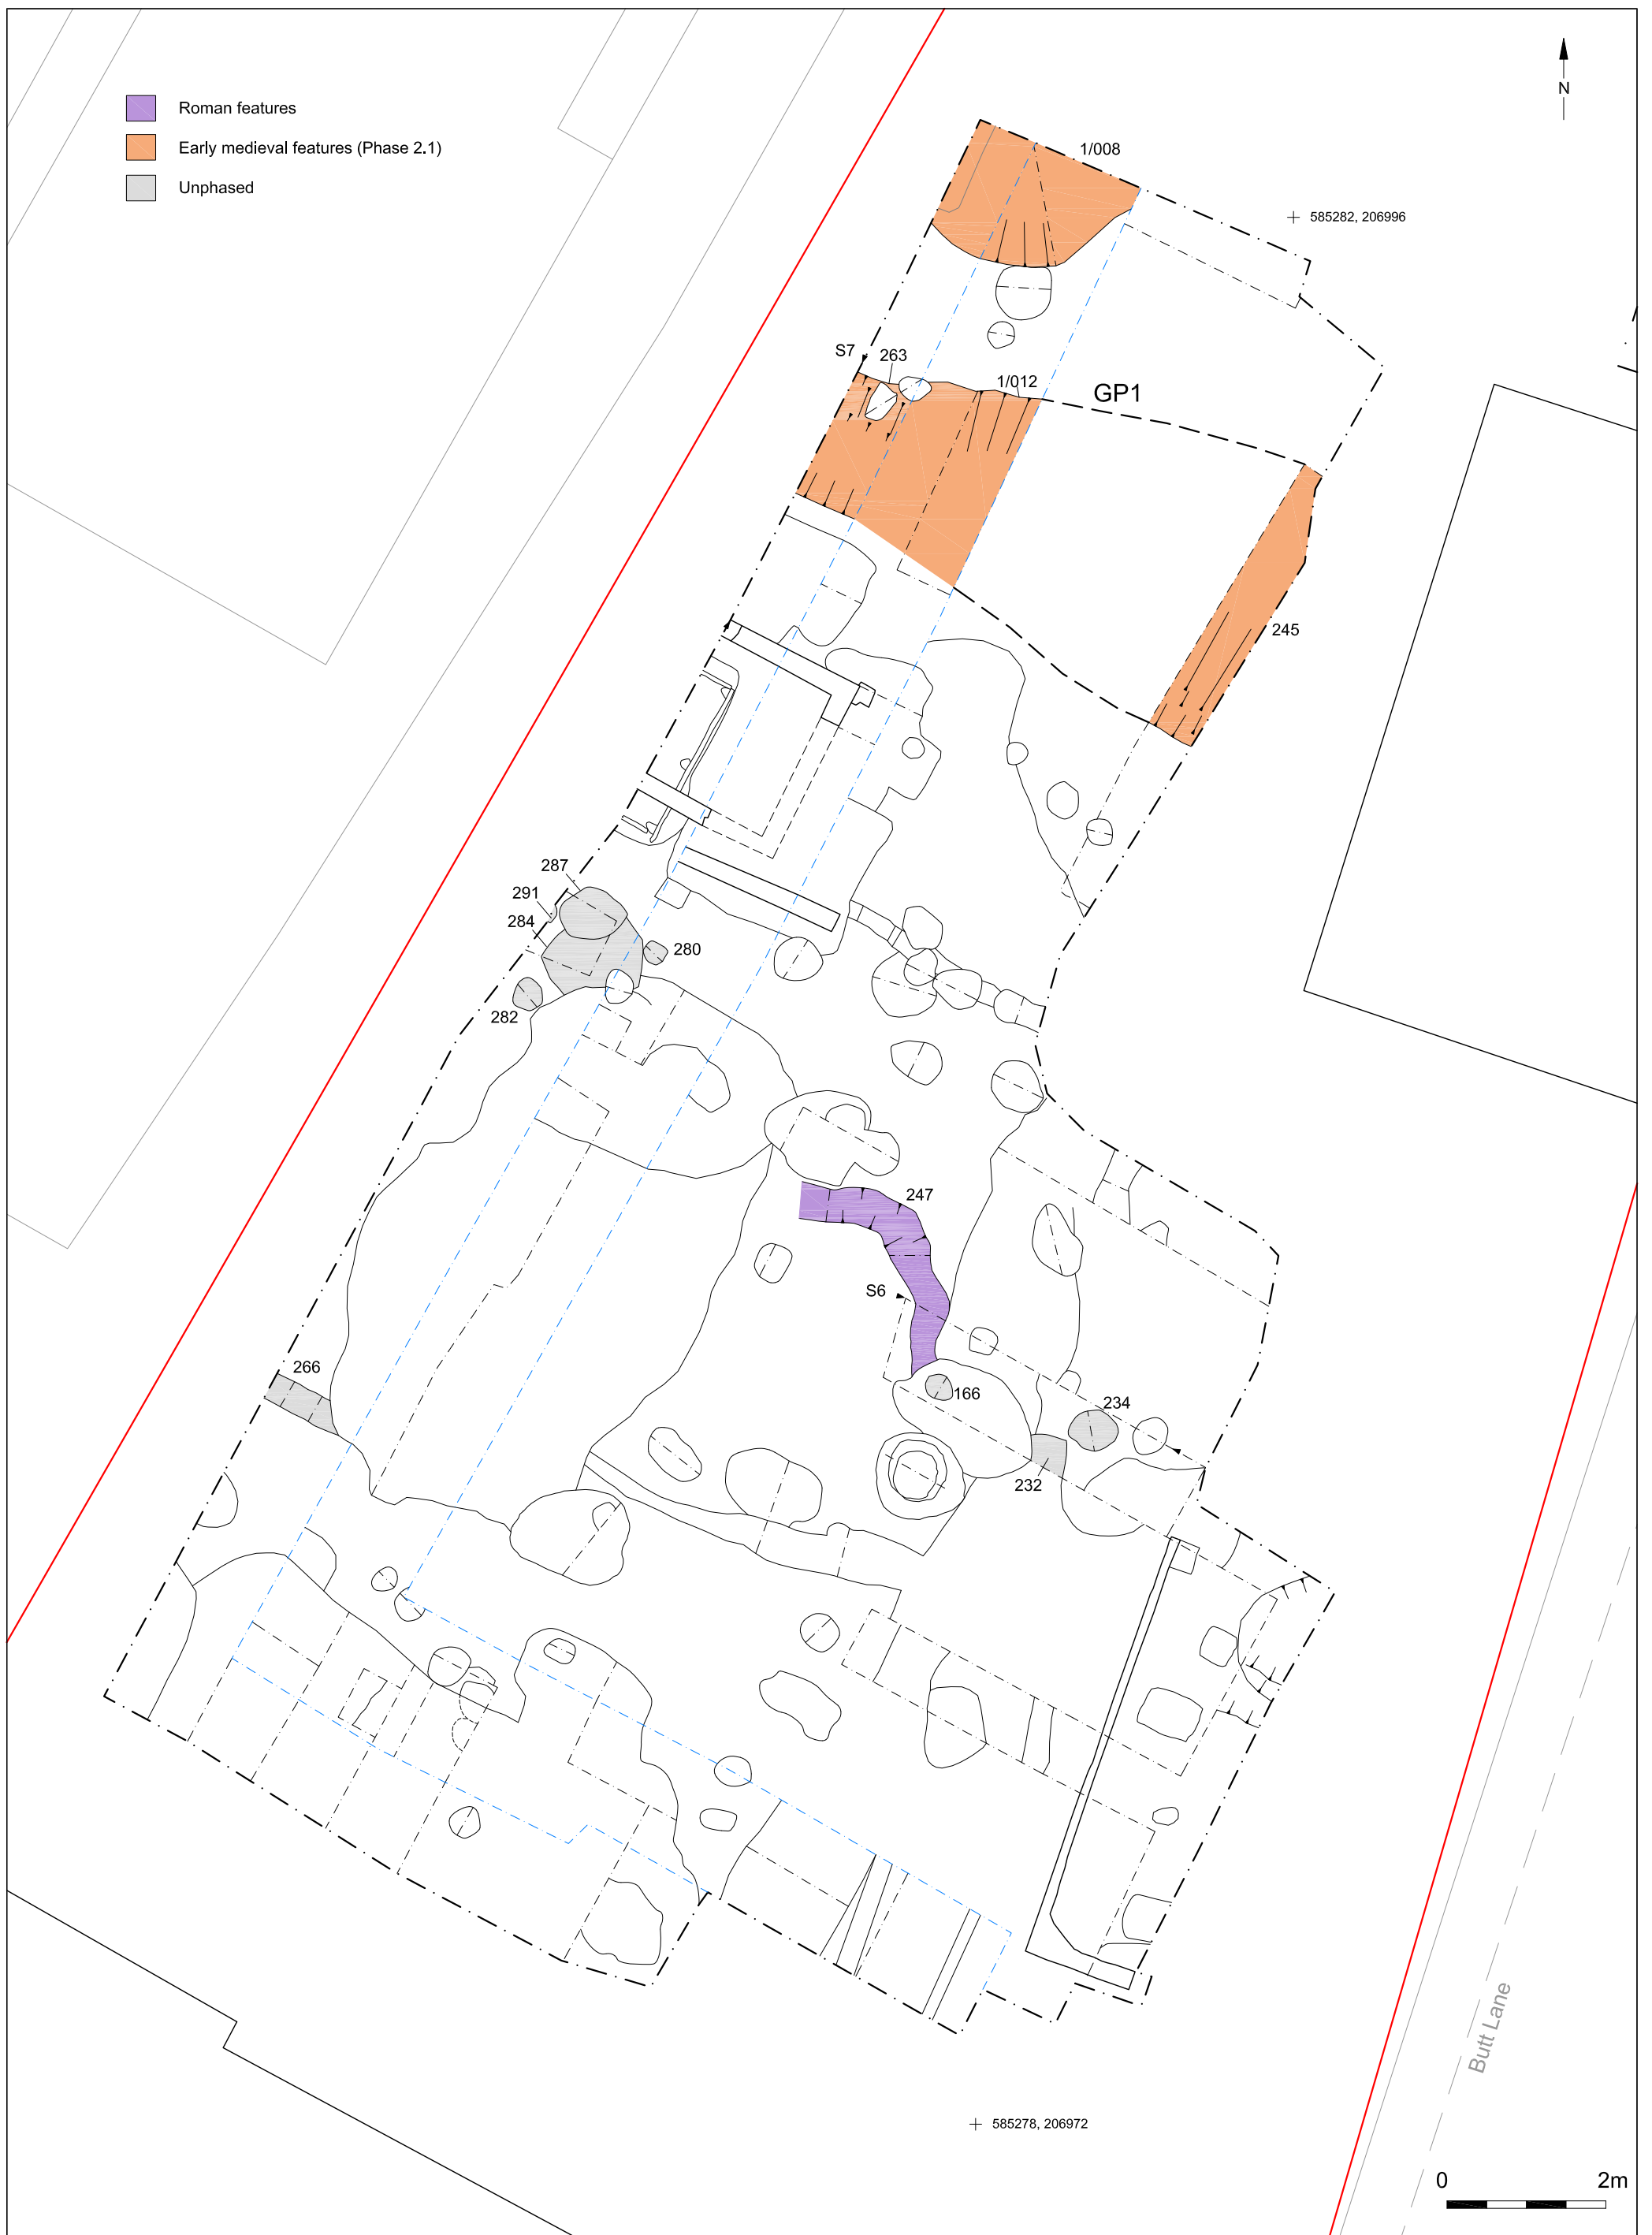 Roman features
Early medieval features (Phase 2.1)
Unphased
N
1/008
585282, 206996
S7
263
1/012
GP1
245
287
291
284
280
282
247
S6
266
166
234
232
Butt Lane
585278, 206972
0
2m